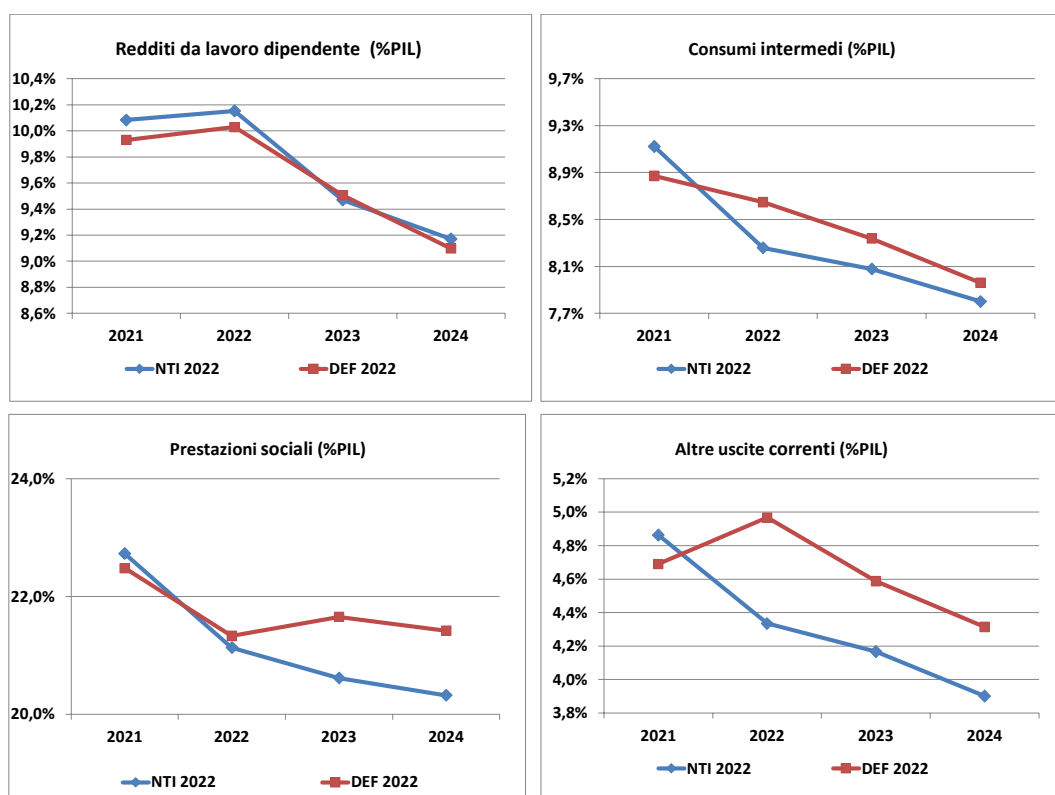 Redditi da lavoro dipendente (%PIL)
10,4%
10,2%
10,0%
9,8%
9,6%
9,4%
9,2%
9,0%
8,8%
8,6%
2021 2022 2023 2024
NTI 2022 DEF 2022
Consumi intermedi (%PIL)
9,7%
9,3%
8,9%
8,5%
8,1%
7,7%
2021 2022 2023 2024
NTI 2022 DEF 2022
Prestazioni sociali (%PIL)
24,0%
22,0%
20,0%
2021 2022 2023 2024
NTI 2022 DEF 2022
Altre uscite correnti (%PIL)
5,2%
5,0%
4,8%
4,6%
4,4%
4,2%
4,0%
3,8%
2021 2022 2023 2024
NTI 2022 DEF 2022